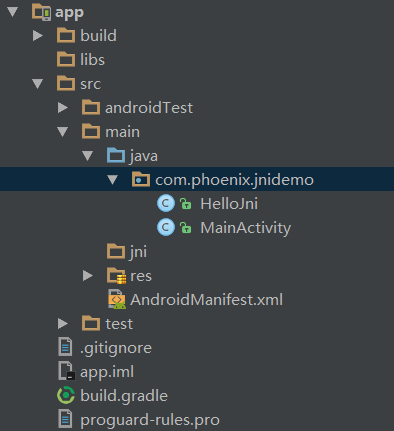 app
build
libs
src
androidTest
main
java
com.phoenix.jnidemo
HelloJni
MainActivity
jni
res
AndroidManifest.xml
test
.gitignore
app.iml
build.gradle
proguard-rules.pro